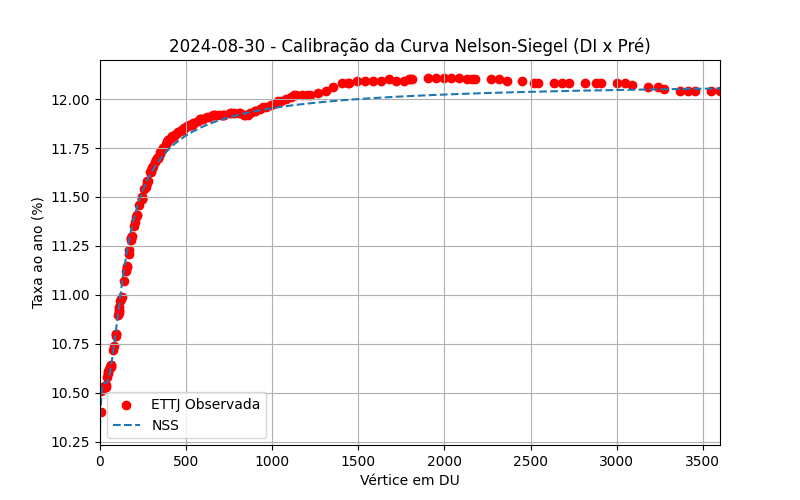 2024-08-30 - Calibração da Curva Nelson-Siegel (DI x Pré)
Taxa ao ano (%)
12.00
11.75
11.50
11.25
11.00
10.75
10.50
10.25
ETTJ Observada
NSS
0 500 1000 1500 2000 2500 3000 3500
Vértice em DU